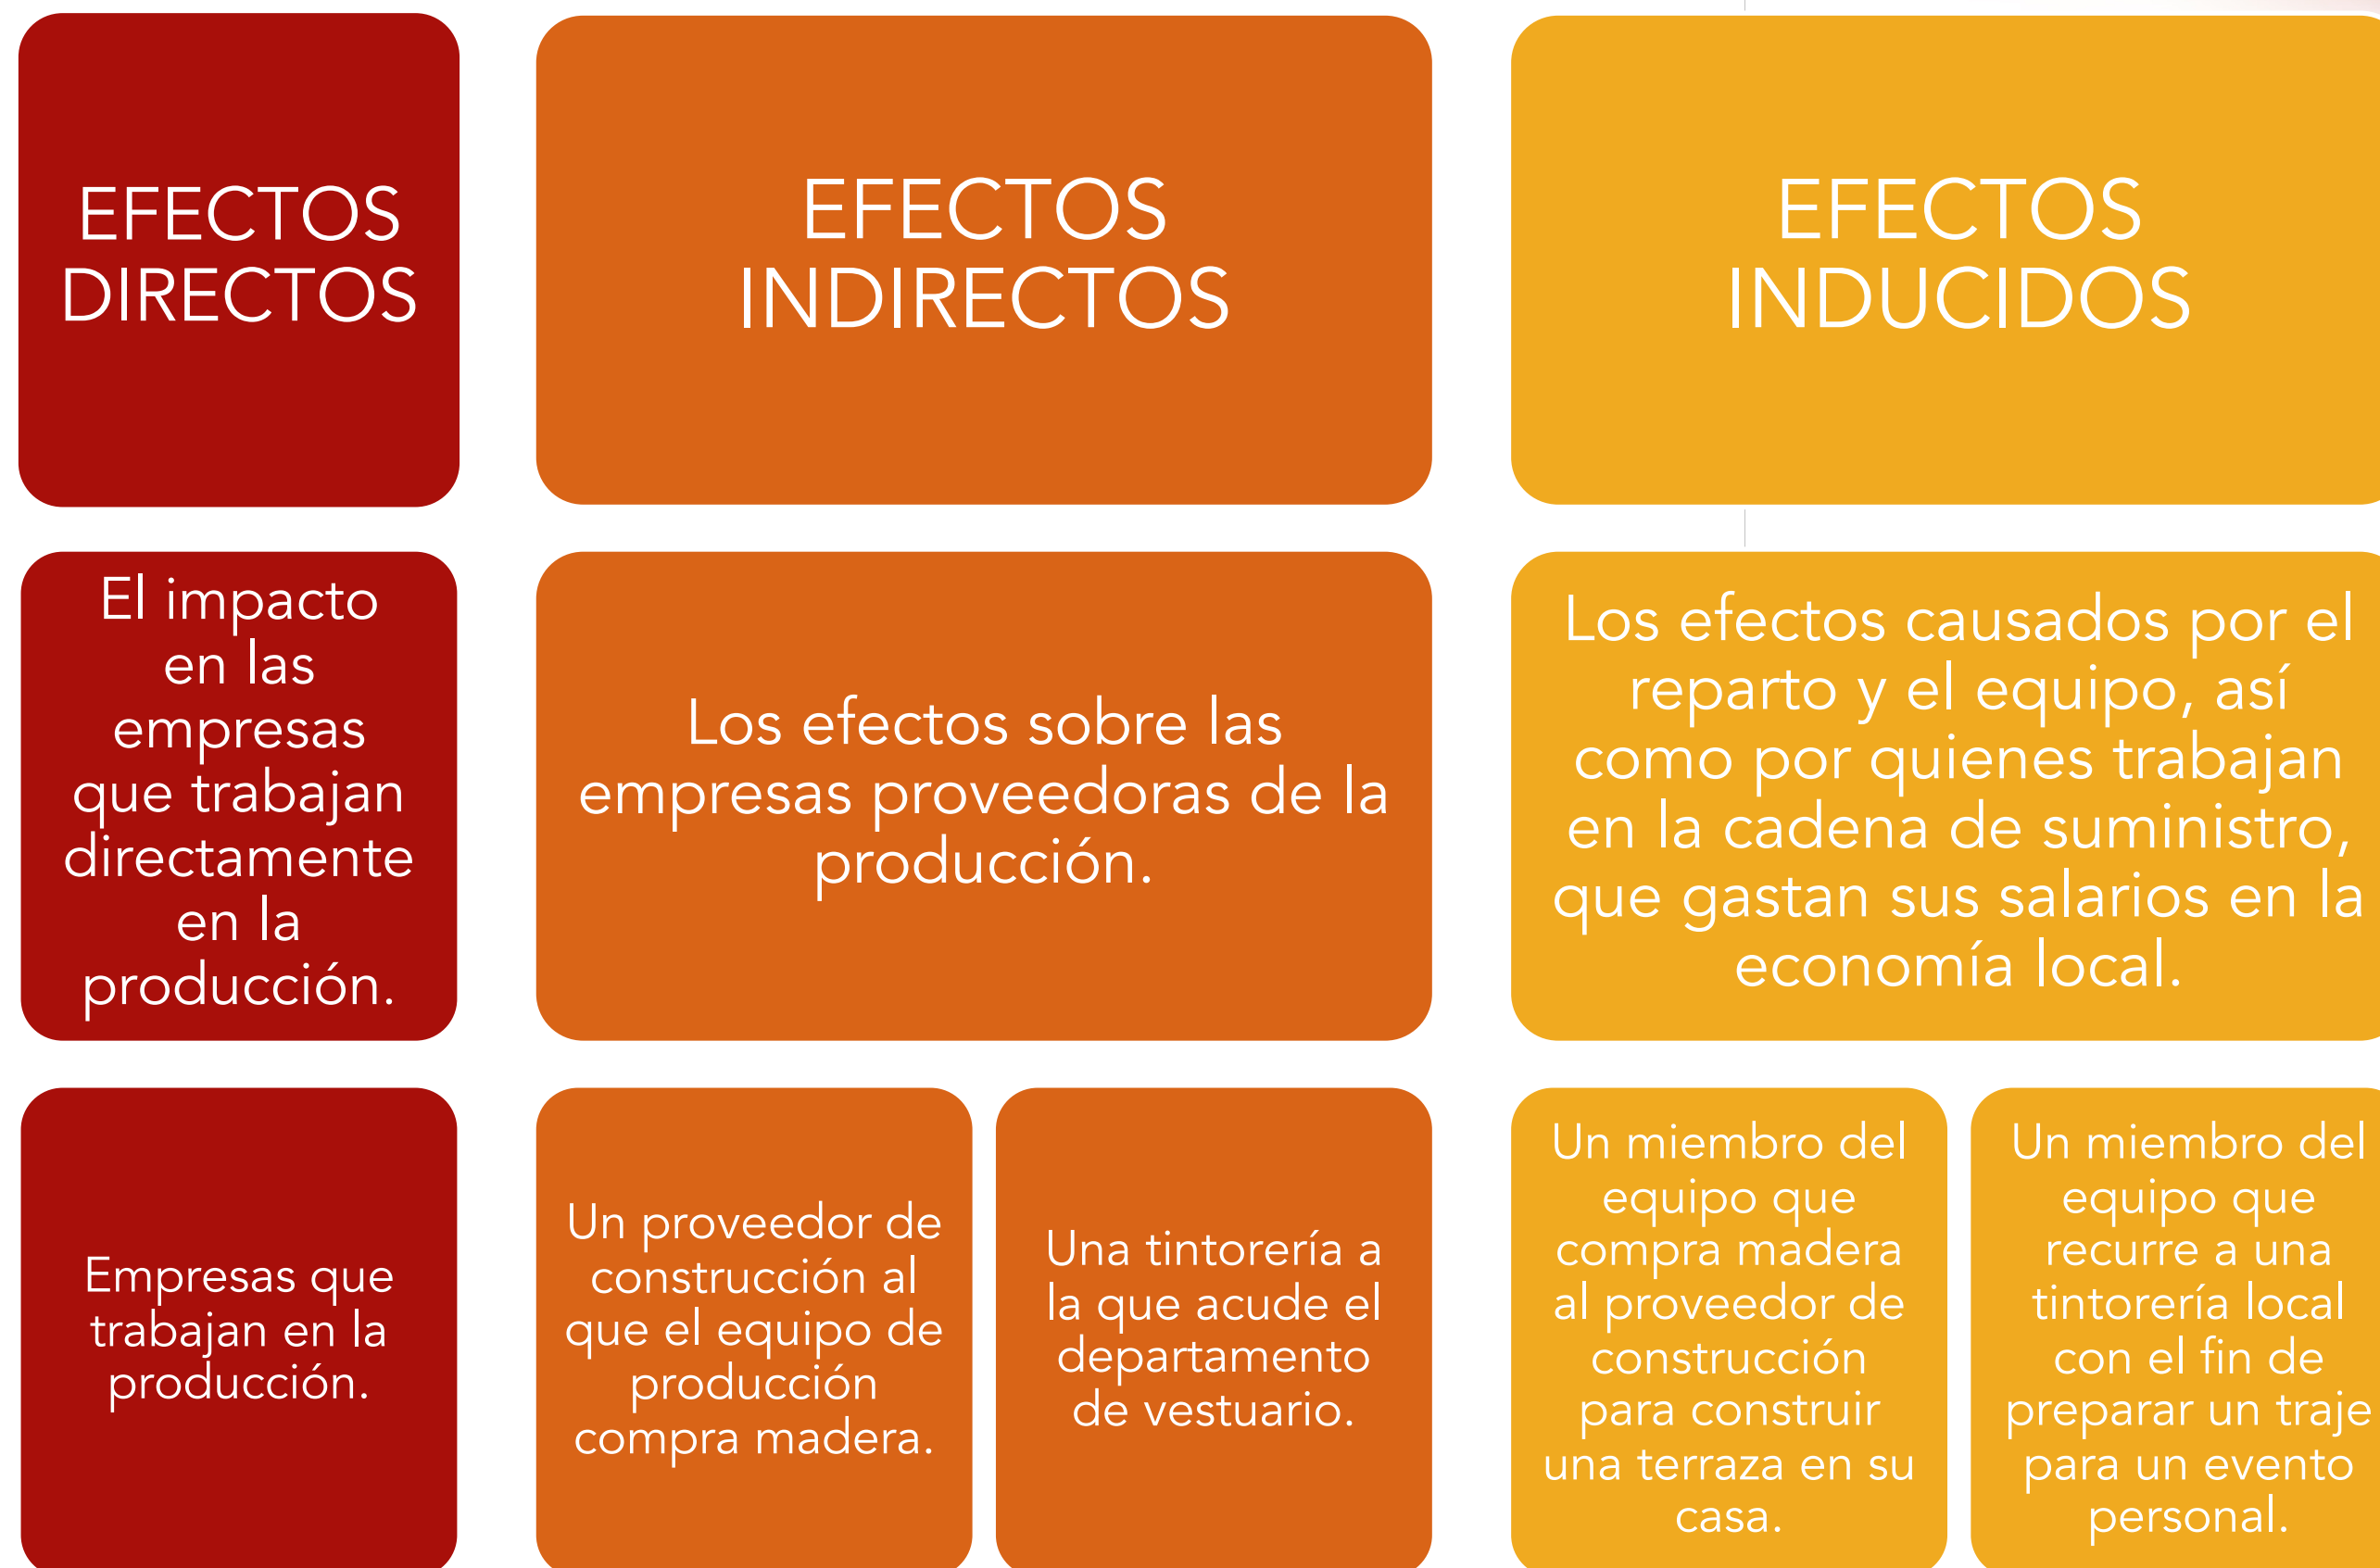 EFECTOS
DIRECTOS
El impacto
en las
empresas
que trabajan
directamente
en la
producción.
Empresas que
trabajan en la
producción.
EFECTOS
INDIRECTOS
Los efectos sobre las
empresas proveedoras de la
producción.
Un proveedor de
construcción al
que el equipo de
producción
compra madera.
Una tintorería a
la que acude el
departamento
de vestuario.
EFECTOS
INDUCIDOS
Los efectos causados por el
reparto y el equipo, así
como por quienes trabajan
en la cadena de suministro,
que gastan sus salarios en la
economía local.
Un miembro del
equipo que
compra madera
al proveedor de
construcción
para construir
una terraza en su
casa.
Un miembro del
equipo que
recurre a una
tintorería local
con el fin de
preparar un traje
para un evento
personal.